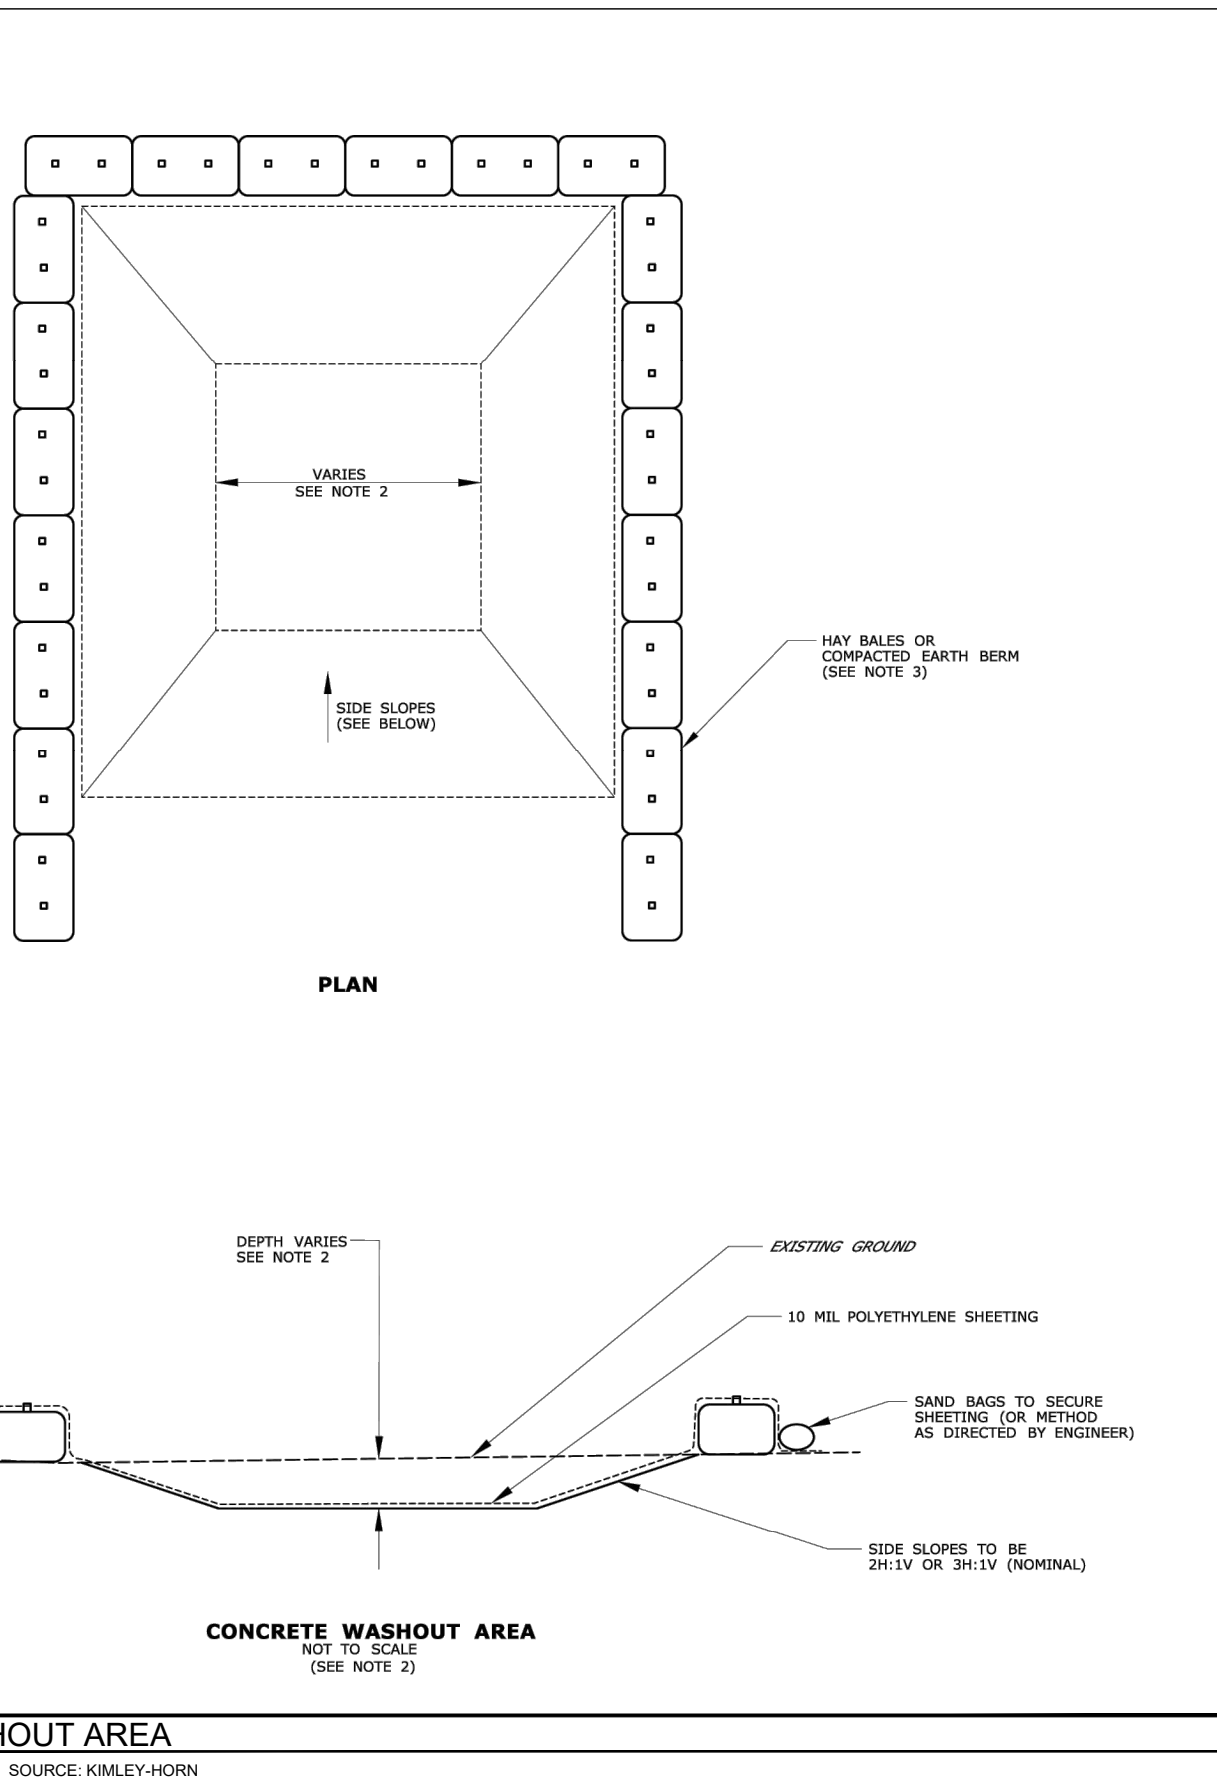 VARIES
SEE NOTE 2
HAY BALES OR
COMPACTED EARTH BERM
(SEE NOTE 3)
SIDE SLOPES
(SEE BELOW)
PLAN
DEPTH VARIES
SEE NOTE 2
EXISTING GROUND
10 MIL POLYETHYLENE SHEETING
SAND BAGS TO SECURE
SHEETING (OR METHOD
AS DIRECTED BY ENGINEER)
SIDE SLOPES TO BE
2H:1V OR 3H:1V (NOMINAL)
CONCRETE WASHOUT AREA
NOT TO SCALE
(SEE NOTE 2)
HOUT AREA
SOURCE: KIMLEY-HORN